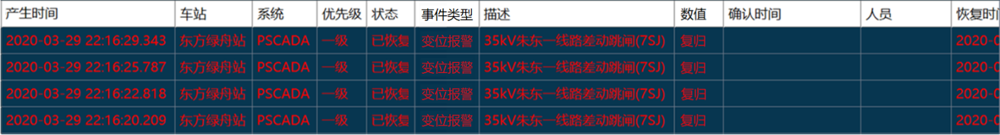 产生时间 车站 系统 优先级 状态 事件类型 描述 数值 确认时间 人员 恢复时
2020-03-29 22:16:29.343 东方绿舟站 PSCADA 一级 已恢复 变位报警 35kV朱东一线路差动跳闸(7SJ) 复归 2020-0
2020-03-29 22:16:25.787 东方绿舟站 PSCADA 一级 已恢复 变位报警 35kV朱东一线路差动跳闸(7SJ) 复归 2020-0
2020-03-29 22:16:22.818 东方绿舟站 PSCADA 一级 已恢复 变位报警 35kV朱东一线路差动跳闸(7SJ) 复归 2020-0
2020-03-29 22:16:20.209 东方绿舟站 PSCADA 一级 已恢复 变位报警 35kV朱东一线路差动跳闸(7SJ) 复归 2020-0